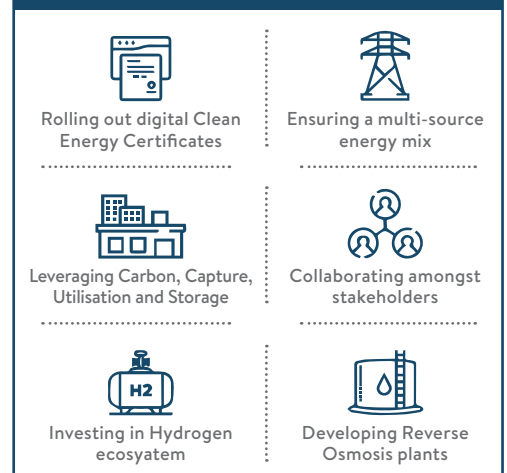 Rolling out digital Clean
Energy Certificates
Ensuring a multi-source
energy mix
Leveraging Carbon, Capture,
Utilisation and Storage
Collaborating amongst
stakeholders
H2
Investing in Hydrogen
ecosyatem
Developing Reverse
Osmosis plants